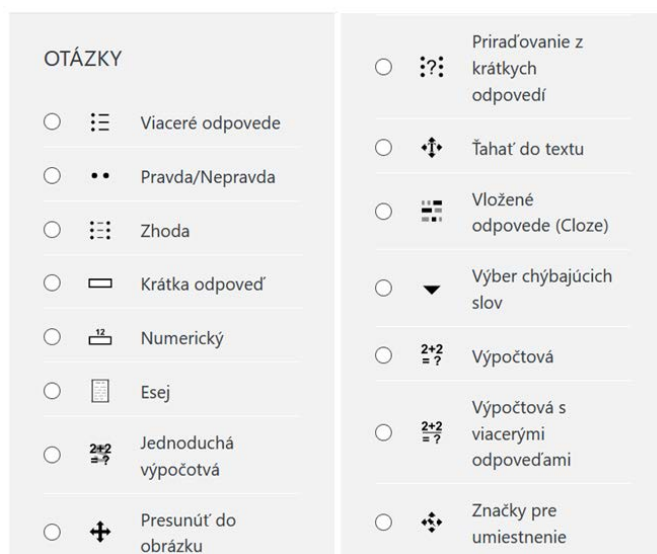 OTÁZKY
Viaceré odpovede
Pravda/Nepravda
Zhoda
Krátka odpoveď
12
Numerický
Esej
2+2
= ?
Jednoduchá
výpočotvá
Presunúť do
obrázku
?
Priraďovanie z
krátkych
odpovedí
T
Ťahať do textu
Vložené
odpovede (Cloze)
Výber chýbajúcich
slov
2+2
= ?
Výpočtová
2+2
= ?
Výpočtová s
viacerými
odpoveďami
Značky pre
umiestnenie